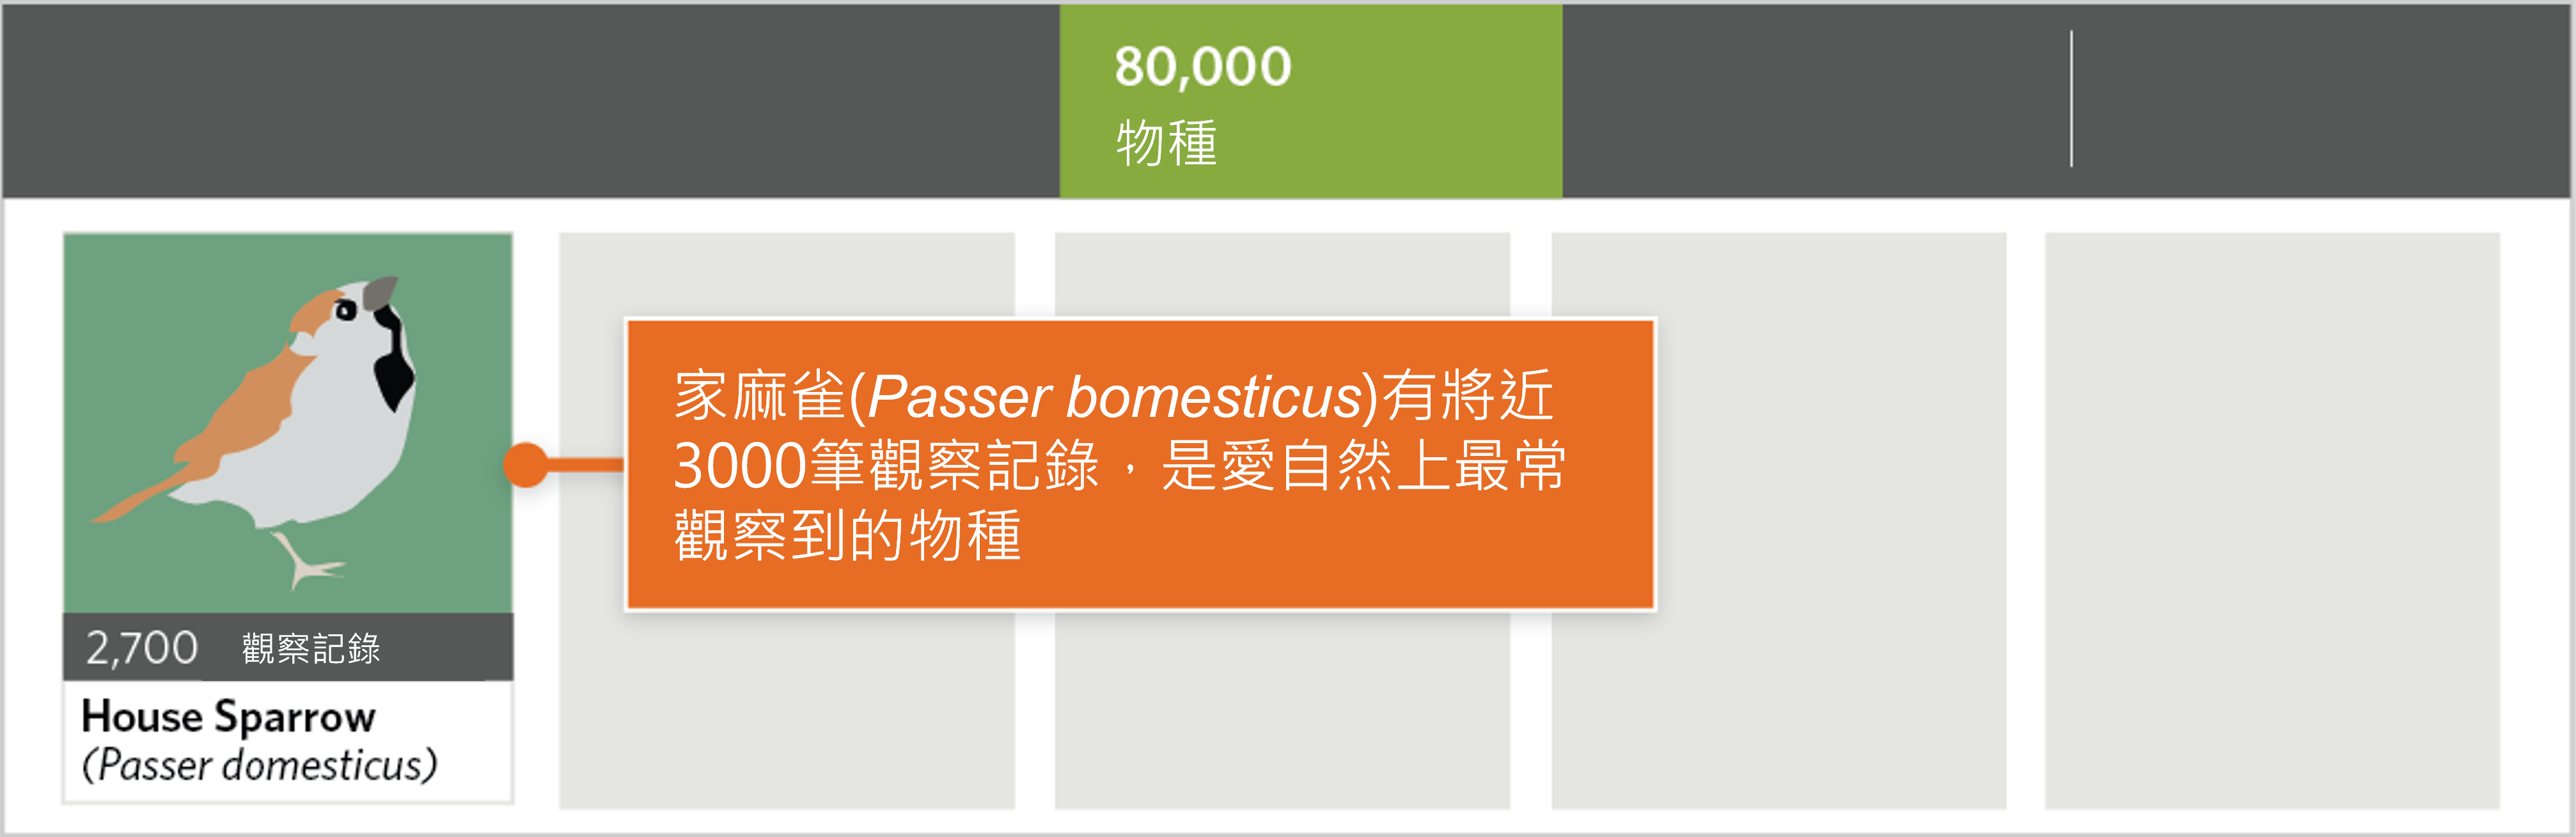 80,000
物種
家麻雀(Passer bomesticus)有將近
3000筆觀察記錄，是愛自然上最常
觀察到的物種
2,700 觀察記錄
House Sparrow
(Passer domesticus)